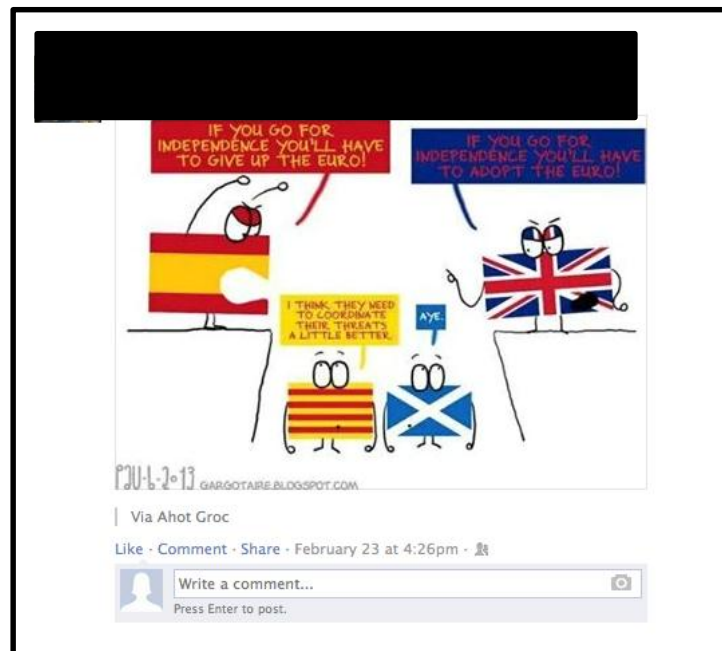 IF YOU GO FOR
INDEPENDENCE YOU'LL HAVE
TO GIVE UP THE EURO!
IF YOU GO FOR
INDEPENDENCE YOU'LL HAVE
TO ADOPT THE EURO!
I THINK THEY NEED
TO COORDINATE
THEIR THREATS
A LITTLE BETTER.
AYE.
GARGOTAIRE.BLOGSPOT.COM
Via Ahot Groc
Like · Comment · Share · February 23 at 4:26pm ·
Write a comment...
Press Enter to post.